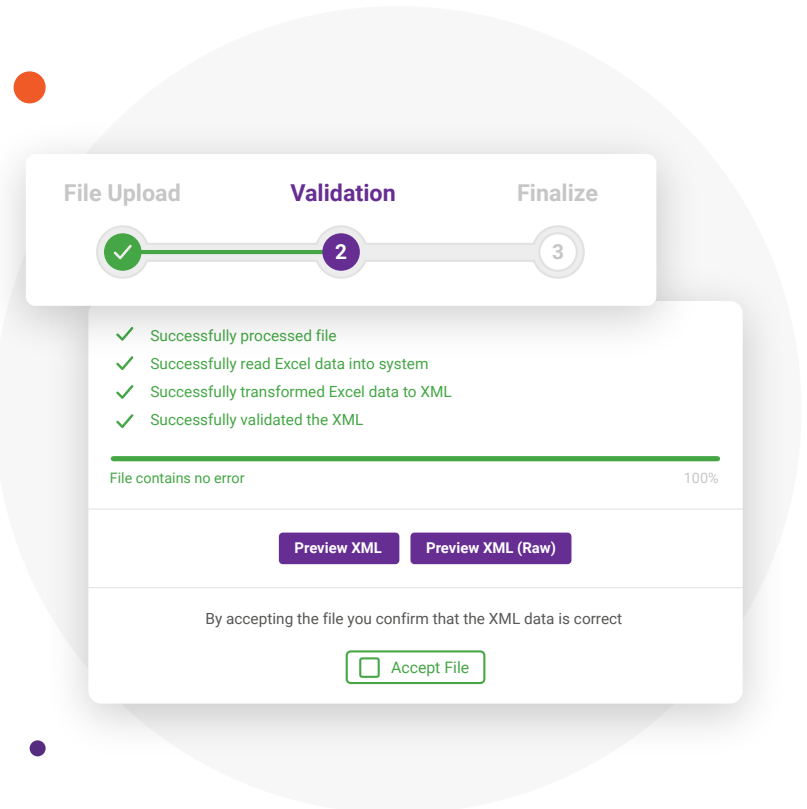 File Upload
Validation
Finalize
2
3
Successfully processed file
Successfully read Excel data into system
Successfully transformed Excel data to XML
Successfully validated the XML
File contains no error
100%
Preview XML
Preview XML (Raw)
By accepting the file you confirm that the XML data is correct
Accept File